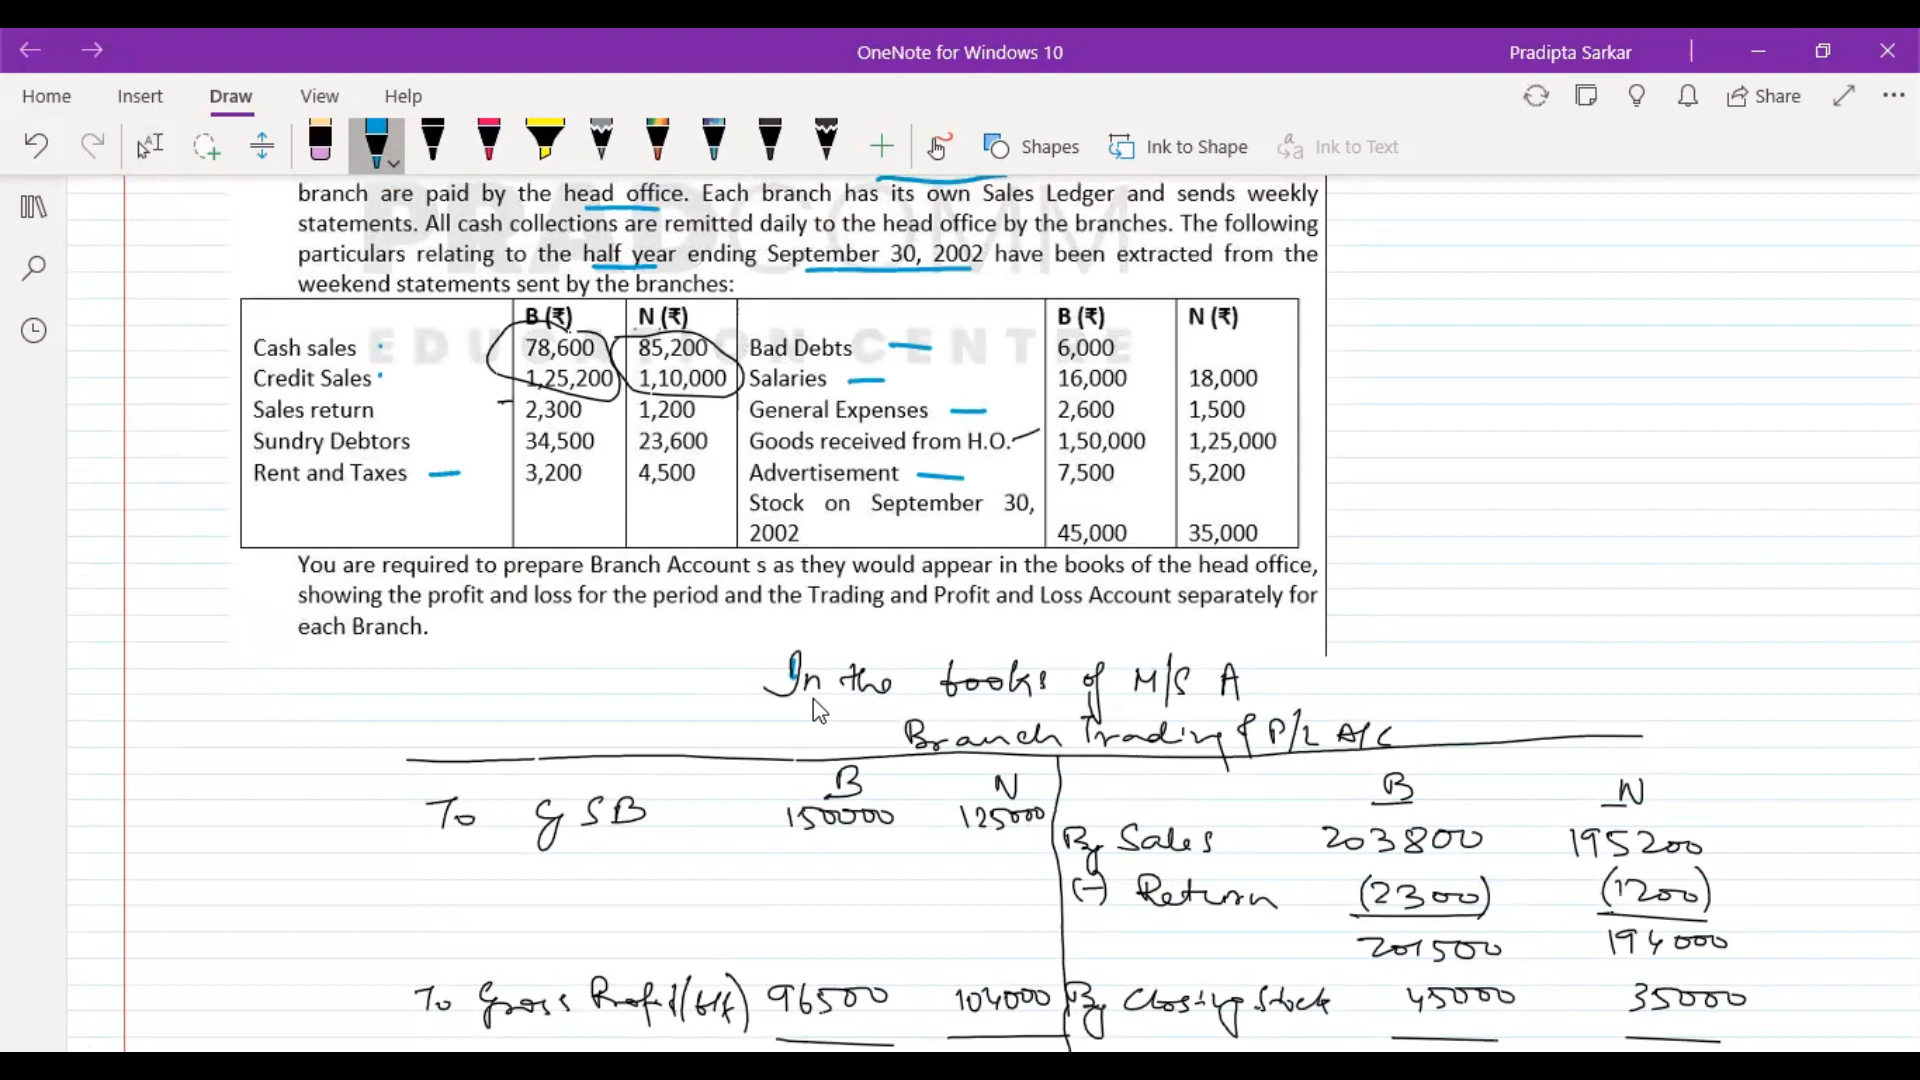 OneNote for Windows 10
Pradipta Sarkar
Home Insert Draw View Help
Share
Shapes Ink to Shape Ink to Text
branch are paid by the head office. Each branch has its own Sales Ledger and sends weekly
statements. All cash collections are remitted daily to the head office by the branches. The following
particulars relating to the half year ending September 30, 2002 have been extracted from the
weekend statements sent by the branches:
B (₹) N (₹) B (₹) N (₹)
Cash sales 78,600 85,200 Bad Debts 6,000
Credit Sales 1,25,200 1,10,000 Salaries 16,000 18,000
Sales return 2,300 1,200 General Expenses 2,600 1,500
Sundry Debtors 34,500 23,600 Goods received from H.O. 1,50,000 1,25,000
Rent and Taxes 3,200 4,500 Advertisement 7,500 5,200
Stock on September 30,
2002 45,000 35,000
EDUCATION CENTRE
You are required to prepare Branch Account s as they would appear in the books of the head office,
showing the profit and loss for the period and the Trading and Profit and Loss Account separately for
each Branch.
In the books of M/S A
Branch Trading & P/L A/C
B N B N
To GSB 150000 125000
By Sales 203800 195200
(-) Return (2300) (1200)
201500 194000
To Gross Profit (b/f) 96500 104000 By Closing Stock 45000 35000